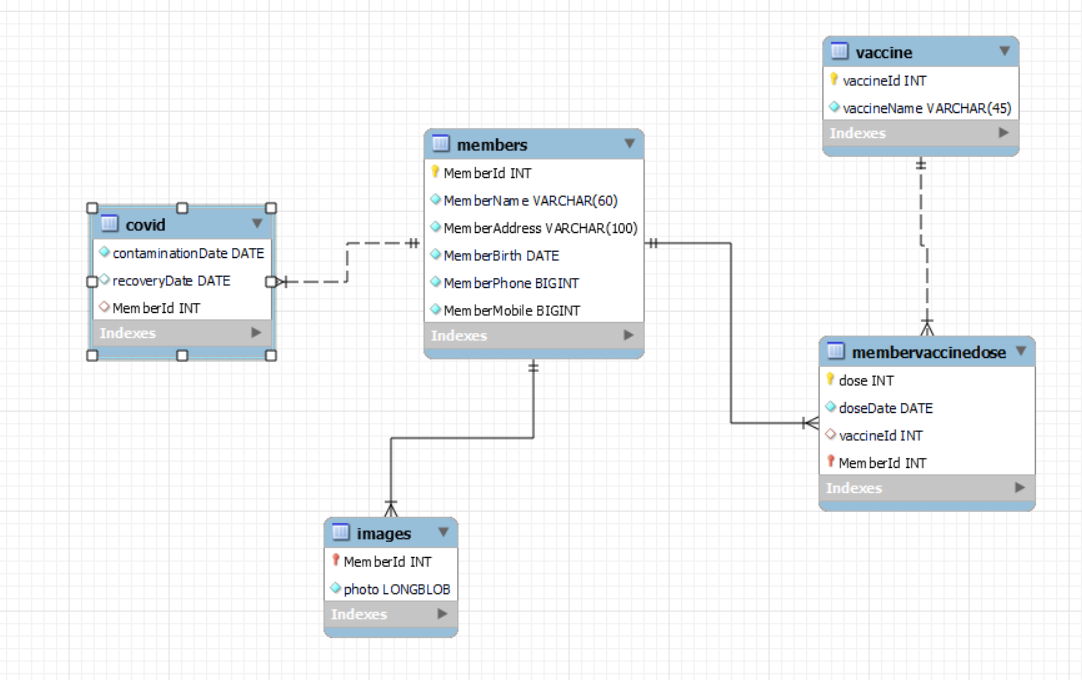 vaccine
vaccineId INT
vaccineName VARCHAR(45)
Indexes
members
MemberId INT
MemberName VARCHAR(60)
MemberAddress VARCHAR(100)
MemberBirth DATE
MemberPhone BIGINT
MemberMobile BIGINT
Indexes
covid
contaminationDate DATE
recoveryDate DATE
MemberId INT
Indexes
membervaccinedose
dose INT
doseDate DATE
vaccineId INT
MemberId INT
Indexes
images
MemberId INT
photo LONGBLOB
Indexes